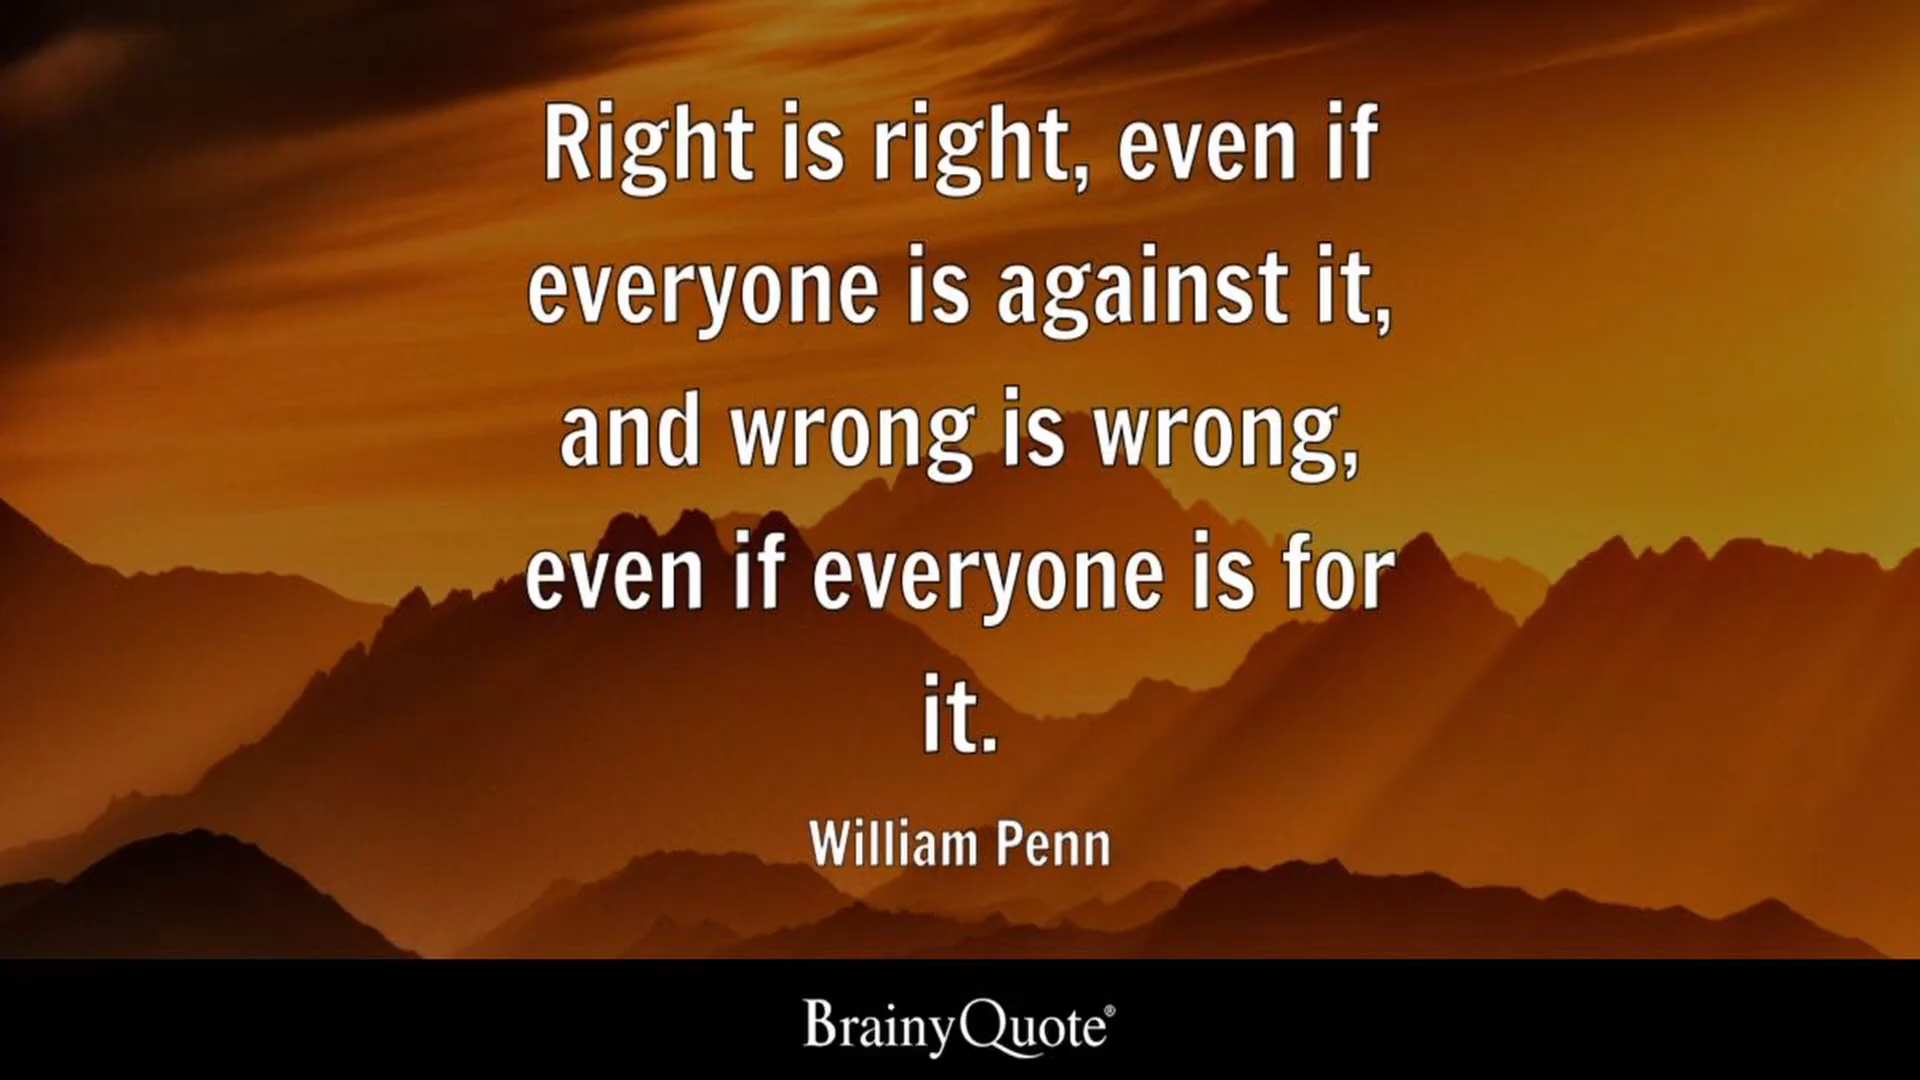 Right is right, even if
everyone is against it,
and wrong is wrong,
even if everyone is for
it.
William Penn
BrainyQuote®